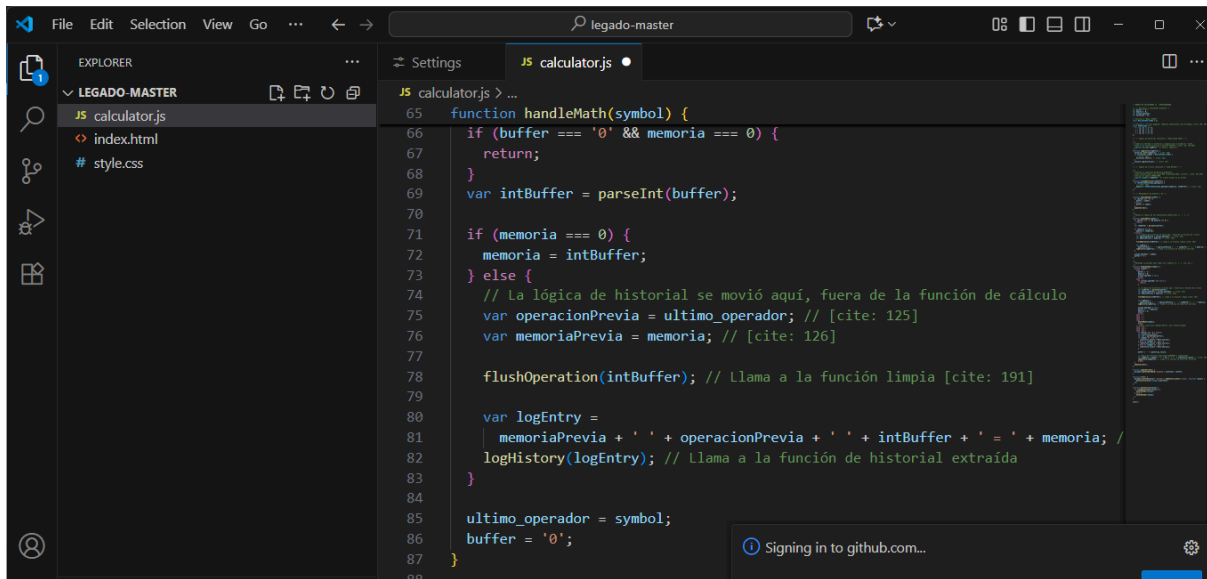 File Edit Selection View Go ··· ← → legado-master
EXPLORER ···
LEGADO-MASTER
JS calculator.js
<> index.html
# style.css
1
Settings JS calculator.js ●
JS calculator.js > ...
65 function handleMath(symbol) {
66 if (buffer === '0' && memoria === 0) {
67 return;
68 }
69 var intBuffer = parseInt(buffer);
70
71 if (memoria === 0) {
72 memoria = intBuffer;
73 } else {
74 // La lógica de historial se movió aquí, fuera de la función de cálculo
75 var operacionPrevia = ultimo_operador; // [cite: 125]
76 var memoriaPrevia = memoria; // [cite: 126]
77
78 flushOperation(intBuffer); // Llama a la función limpia [cite: 191]
79
80 var logEntry =
81 memoriaPrevia + ' ' + operacionPrevia + ' ' + intBuffer + ' = ' + memoria; /
82 logHistory(logEntry); // Llama a la función de historial extraída
83 }
84
85 ultimo_operador = symbol;
86 buffer = '0';
87 }
88
Signing in to github.com...